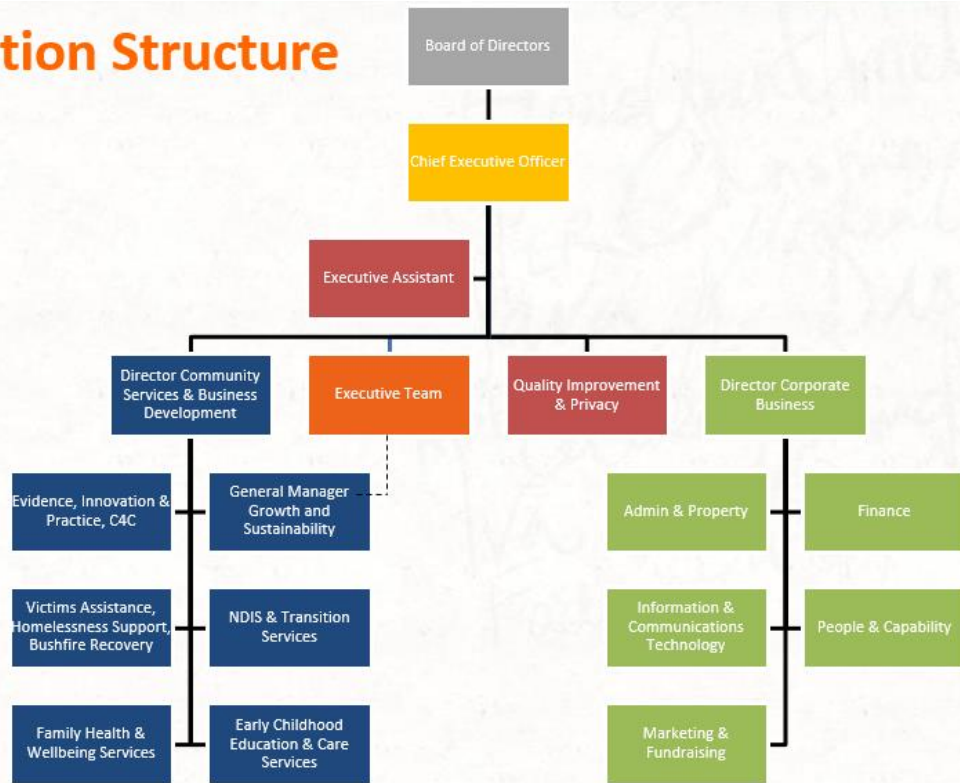 tion Structure
Board of Directors
Chief Executive Officer
Executive Assistant
Director Community
Services & Business
Development
Executive Team
Quality Improvement
& Privacy
Director Corporate
Business
Evidence, Innovation &
Practice, C4C
General Manager
Growth and
Sustainability
Admin & Property
Finance
Victims Assistance,
Homelessness Support,
Bushfire Recovery
NDIS & Transition
Services
Information &
Communications
Technology
People & Capability
Family Health &
Wellbeing Services
Early Childhood
Education & Care
Services
Marketing &
Fundraising